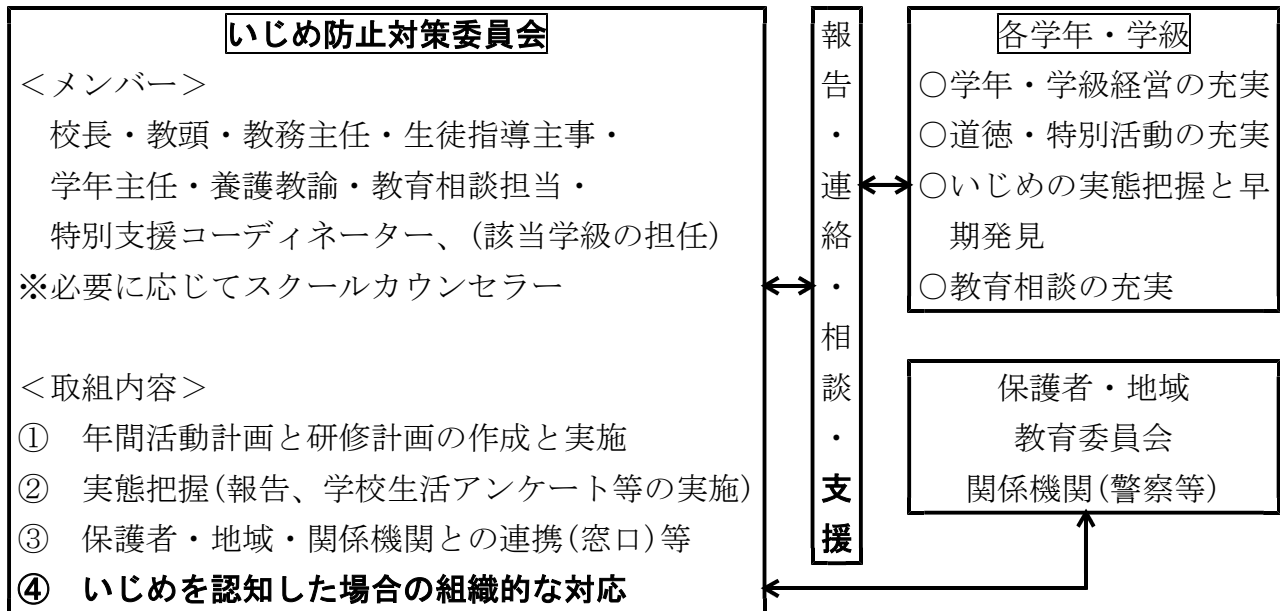 いじめ防止対策委員会
＜メンバー＞
校長・教頭・教務主任・生徒指導主事・
学年主任・養護教諭・教育相談担当・
特別支援コーディネーター、(該当学級の担任)
※必要に応じてスクールカウンセラー
＜取組内容＞
① 年間活動計画と研修計画の作成と実施
② 実態把握(報告、学校生活アンケート等の実施)
③ 保護者・地域・関係機関との連携(窓口)等
④ いじめを認知した場合の組織的な対応
報告・連絡・相談・支援
各学年・学級
○学年・学級経営の充実
○道徳・特別活動の充実
○いじめの実態把握と早
期発見
○教育相談の充実
保護者・地域
教育委員会
関係機関(警察等)